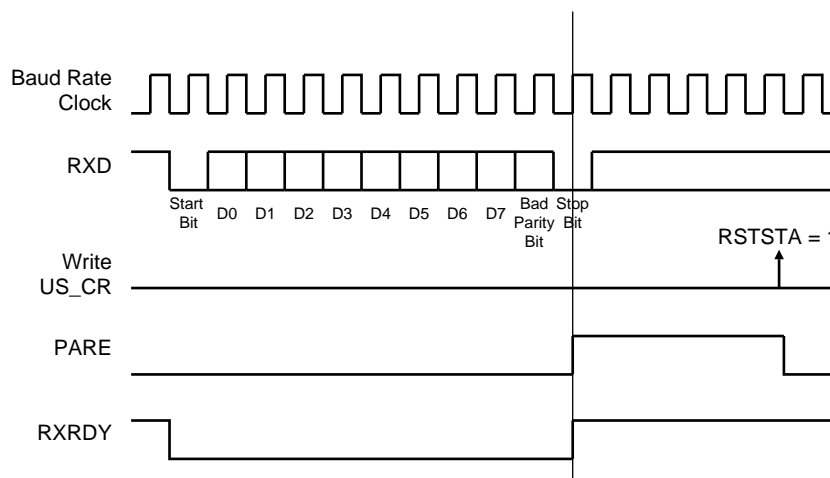 Baud Rate
Clock
RXD
Start
Bit
D0 D1 D2 D3 D4 D5 D6 D7
Bad
Parity
Bit
Stop
Bit
RSTSTA = 1
Write
US_CR
PARE
RXRDY